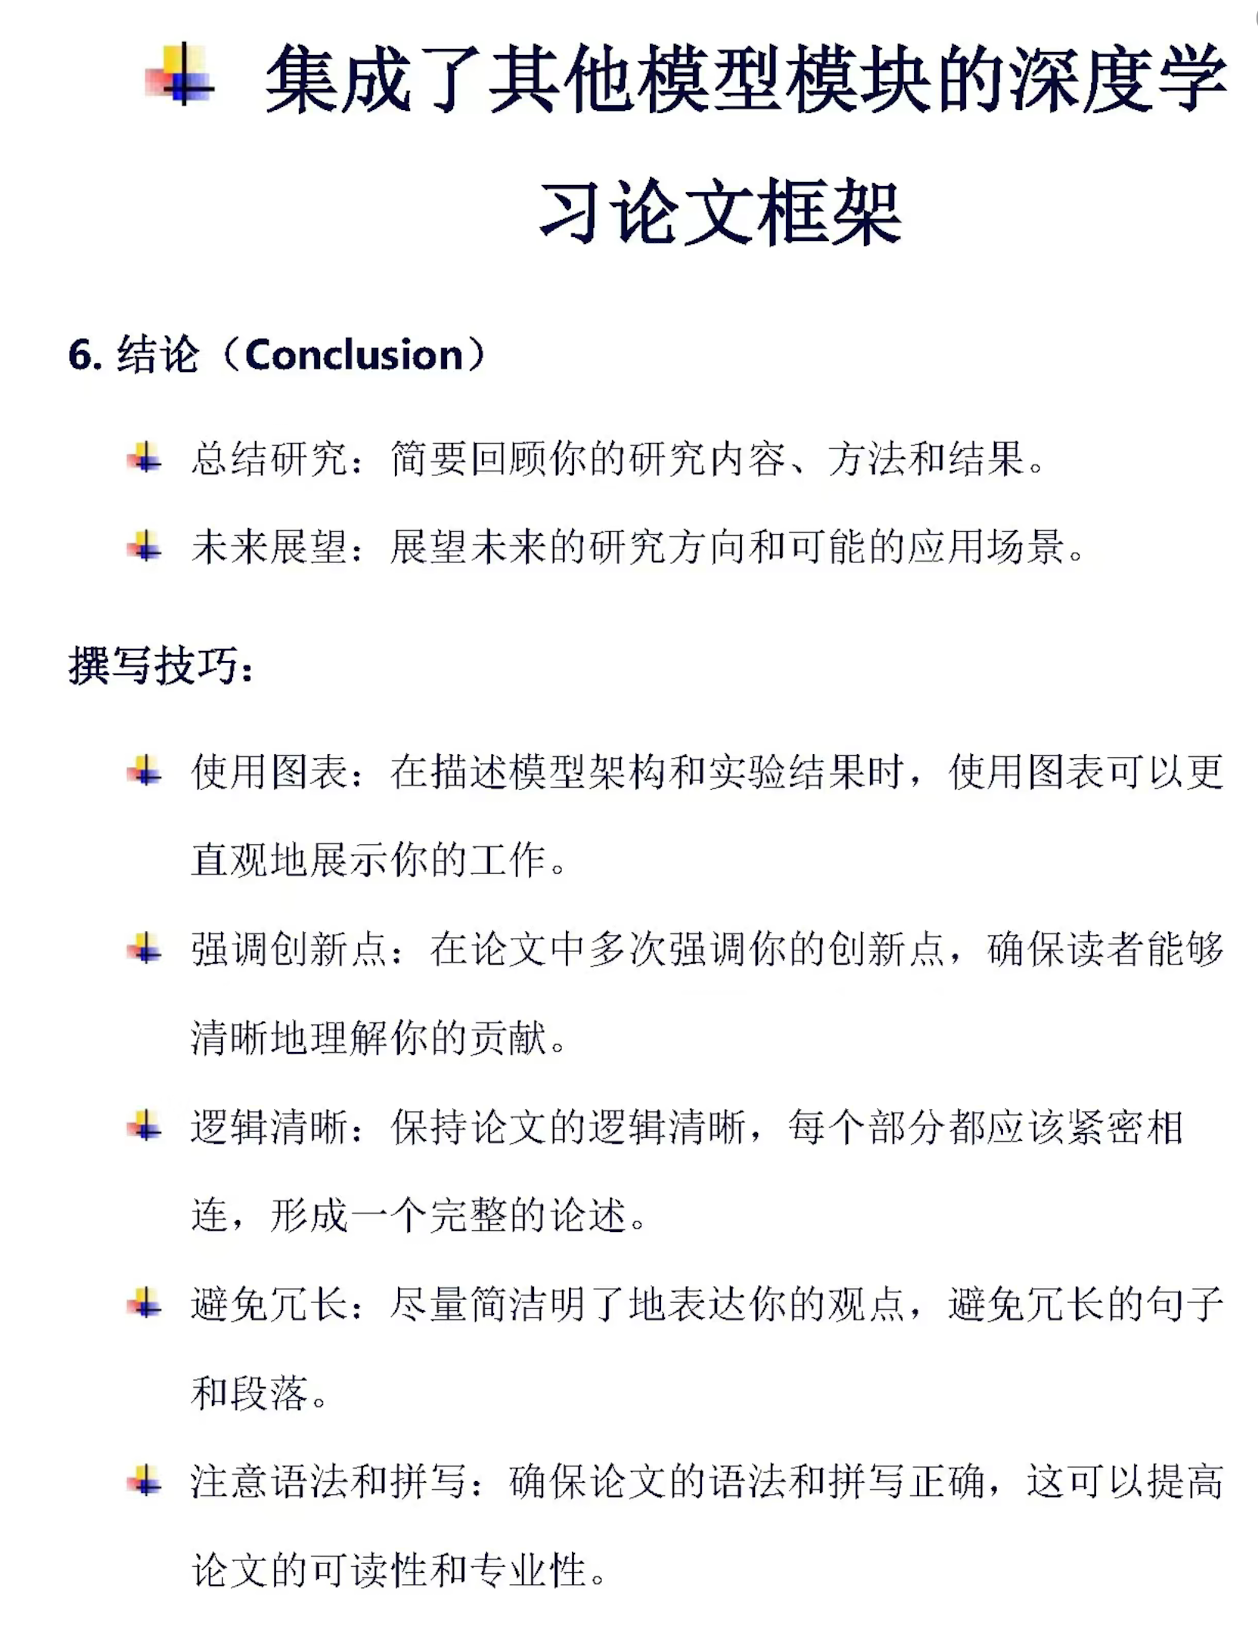 集成了其他模型模块的深度学
习论文框架
6. 结论（Conclusion）
总结研究：简要回顾你的研究内容、方法和结果。
未来展望：展望未来的研究方向和可能的应用场景。
撰写技巧：
使用图表：在描述模型架构和实验结果时，使用图表可以更
直观地展示你的工作。
强调创新点：在论文中多次强调你的创新点，确保读者能够
清晰地理解你的贡献。
逻辑清晰：保持论文的逻辑清晰，每个部分都应该紧密相
连，形成一个完整的论述。
避免冗长：尽量简洁明了地表达你的观点，避免冗长的句子
和段落。
注意语法和拼写：确保论文的语法和拼写正确，这可以提高
论文的可读性和专业性。